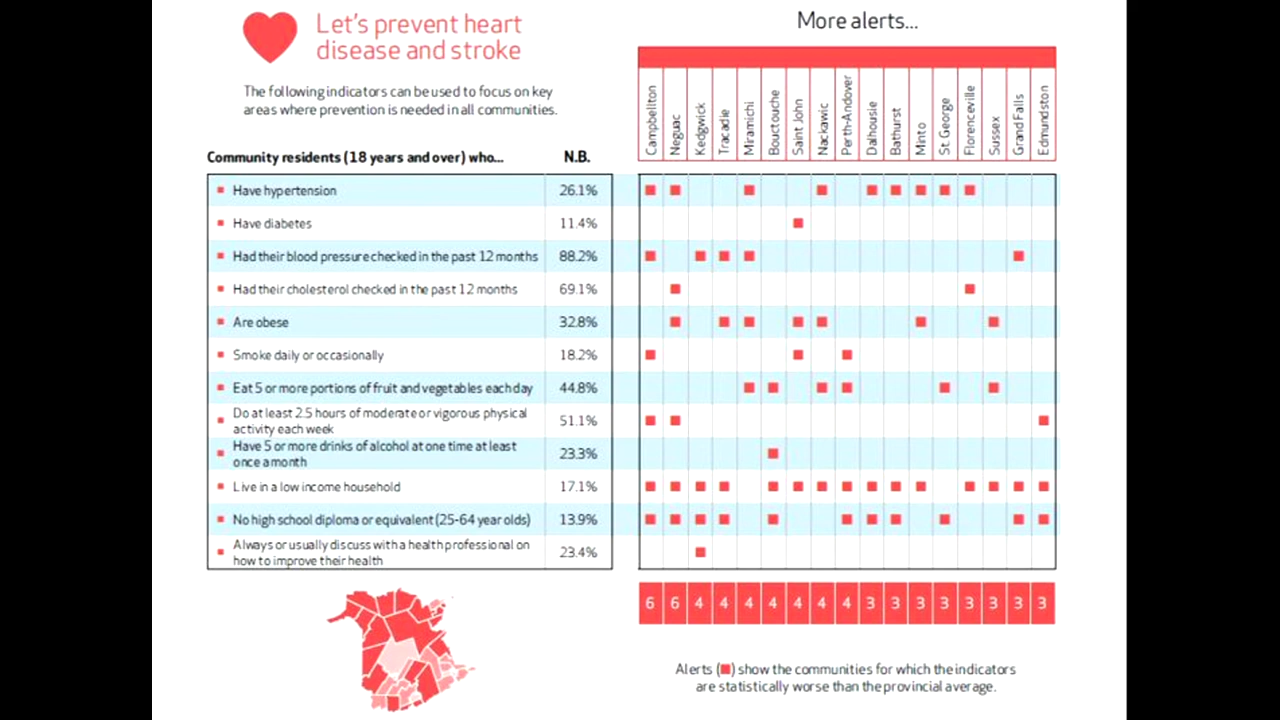 Let's prevent heart
disease and stroke
The following indicators can be used to focus on key
areas where prevention is needed in all communities.
More alerts...
Campbellton
Neguac
Kedgwick
Tracadie
Miramichi
Bouctouche
Saint John
Nackawic
Perth-Andover
Dalhousie
Bathurst
Minto
St. George
Florenceville
Sussex
Grand Falls
Edmundston
Community residents (18 years and over) who... N.B.
Have hypertension 26.1%
Have diabetes 11.4%
Had their blood pressure checked in the past 12 months 88.2%
Had their cholesterol checked in the past 12 months 69.1%
Are obese 32.8%
Smoke daily or occasionally 18.2%
Eat 5 or more portions of fruit and vegetables each day 44.8%
Do at least 2.5 hours of moderate or vigorous physical
activity each week 51.1%
Have 5 or more drinks of alcohol at one time at least
once a month 23.3%
Live in a low income household 17.1%
No high school diploma or equivalent (25-64 year olds) 13.9%
Always or usually discuss with a health professional on
how to improve their health 23.4%
6 6 4 4 4 4 4 4 4 3 3 3 3 3 3 3 3
Alerts (■) show the communities for which the indicators
are statistically worse than the provincial average.